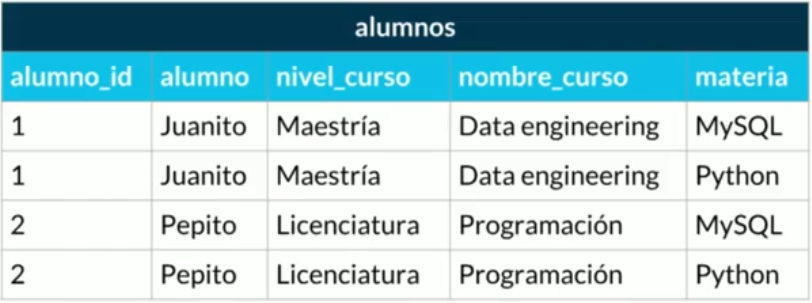 alumnos
alumno_id alumno nivel_curso nombre_curso materia
1 Juanito Maestría Data engineering MySQL
1 Juanito Maestría Data engineering Python
2 Pepito Licenciatura Programación MySQL
2 Pepito Licenciatura Programación Python